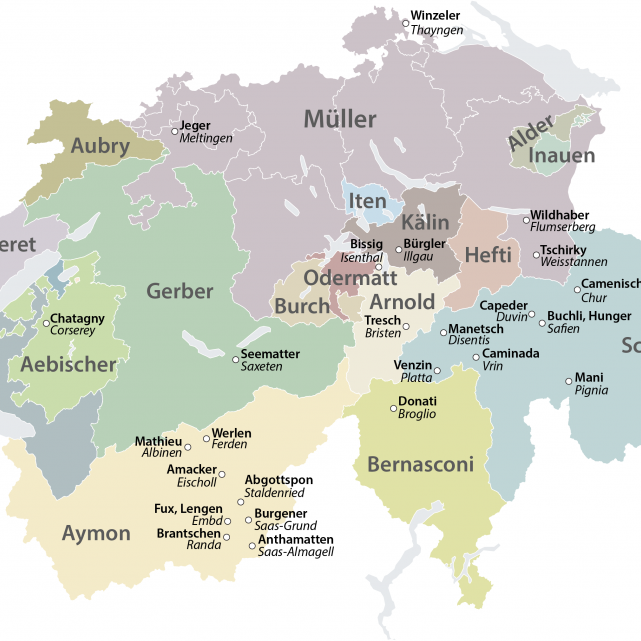 Winzeler
Thayngen
Jeger
Meltingen
Müller
Aubry
Alder
Inauen
Iten
Kälin
Wildhaber
Flumserberg
eret
Bissig
Isenthal
Bürgler
Illgau
Hefti
Tschirky
Weisstannen
Odermatt
Gerber
Burch
Arnold
Camenisch
Chur
Capeder
Duvin
Buchli, Hunger
Safien
Chatagny
Corserey
Tresch
Bristen
Manetsch
Disentis
Sc
Aebischer
Seematter
Saxeten
Caminada
Vrin
Venzin
Platta
Mani
Pignia
Donati
Broglio
Mathieu
Albinen
Werlen
Ferden
Bernasconi
Amacker
Eischoll
Abgottspon
Staldenried
Fux, Lengen
Embd
Burgener
Saas-Grund
Aymon
Brantschen
Randa
Anthamatten
Saas-Almagell